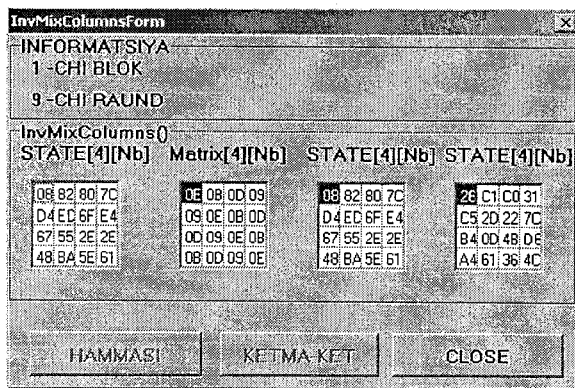 InvMixColumnsForm
INFORMATSIYA
1 -CHI BLOK
9 -CHI RAUND
InvMixColumns()
STATE[4][Nb] Matrix[4][Nb] STATE[4][Nb] STATE[4][Nb]
08 82 80 7C 0E 0B 0D 09 08 82 80 7C 28 C1 C0 31
D4 EC 6F E4 09 0E 0B 0D D4 EC 6F E4 C5 2D 22 7C
67 55 2E 2E 0D 09 0E 0B 67 55 2E 2E B4 0D 4B D8
48 BA 5E 61 0B 0D 09 0E 48 BA 5E 61 A4 61 36 4C
HAMMASI KETMA-KET CLOSE